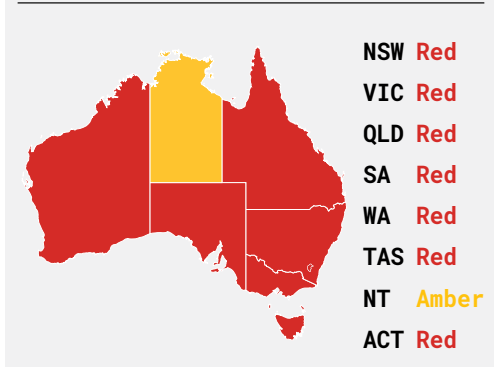 NSW Red
VIC Red
QLD Red
SA Red
WA Red
TAS Red
NT Amber
ACT Red